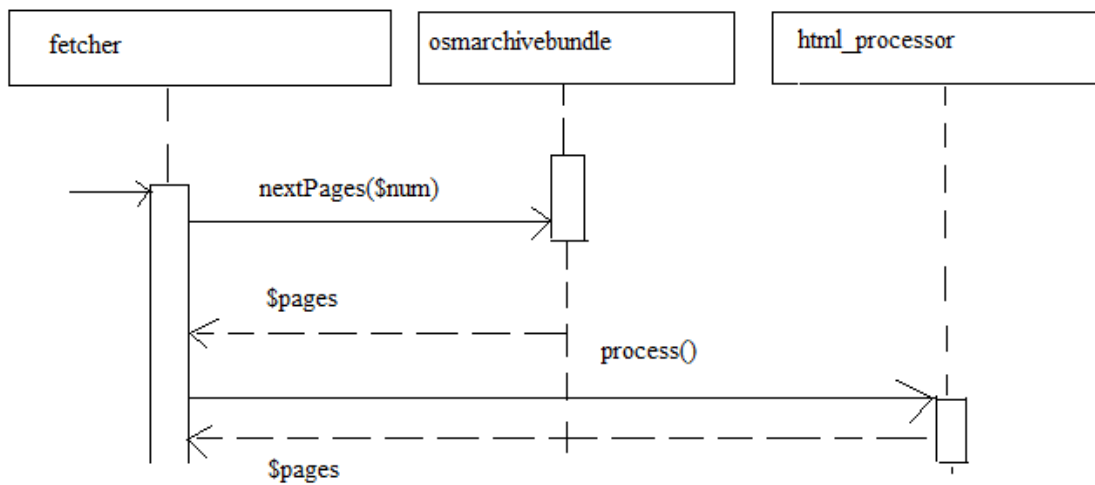 fetcher
osmarchivebundle
html_processor
nextPages($num)
$pages
process()
$pages